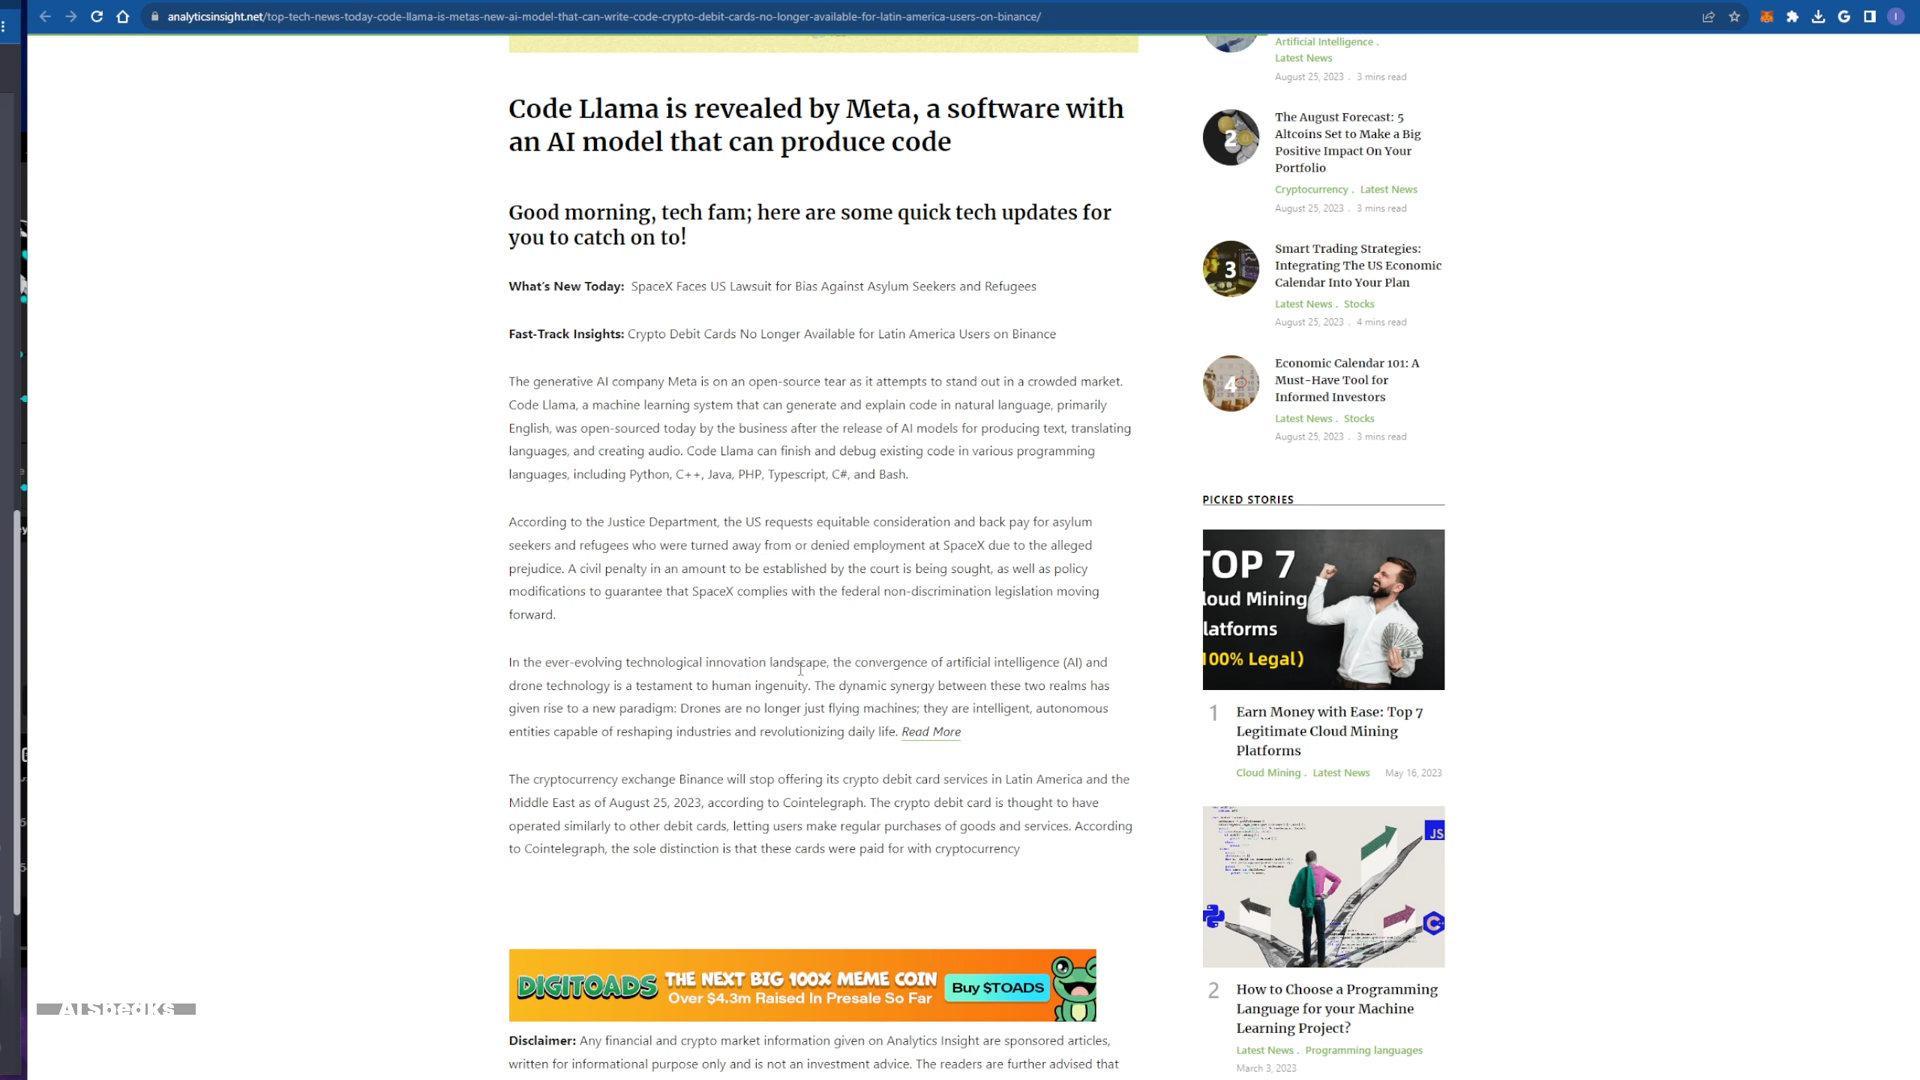 analyticsinsight.net/top-tech-news-today-code-llama-is-metas-new-ai-model-that-can-write-code-crypto-debit-cards-no-longer-available-for-latin-america-users-on-binance/
Code Llama is revealed by Meta, a software with
an AI model that can produce code
Good morning, tech fam; here are some quick tech updates for
you to catch on to!
What's New Today: SpaceX Faces US Lawsuit for Bias Against Asylum Seekers and Refugees
Fast-Track Insights: Crypto Debit Cards No Longer Available for Latin America Users on Binance
The generative AI company Meta is on an open-source tear as it attempts to stand out in a crowded market.
Code Llama, a machine learning system that can generate and explain code in natural language, primarily
English, was open-sourced today by the business after the release of AI models for producing text, translating
languages, and creating audio. Code Llama can finish and debug existing code in various programming
languages, including Python, C++, Java, PHP, Typescript, C#, and Bash.
According to the Justice Department, the US requests equitable consideration and back pay for asylum
seekers and refugees who were turned away from or denied employment at SpaceX due to the alleged
prejudice. A civil penalty in an amount to be established by the court is being sought, as well as policy
modifications to guarantee that SpaceX complies with the federal non-discrimination legislation moving
forward.
In the ever-evolving technological innovation landscape, the convergence of artificial intelligence (AI) and
drone technology is a testament to human ingenuity. The dynamic synergy between these two realms has
given rise to a new paradigm: Drones are no longer just flying machines; they are intelligent, autonomous
entities capable of reshaping industries and revolutionizing daily life. Read More
The cryptocurrency exchange Binance will stop offering its crypto debit card services in Latin America and the
Middle East as of August 25, 2023, according to Cointelegraph. The crypto debit card is thought to have
operated similarly to other debit cards, letting users make regular purchases of goods and services. According
to Cointelegraph, the sole distinction is that these cards were paid for with cryptocurrency
DIGITOADS THE NEXT BIG 100X MEME COIN
Over $4.3m Raised In Presale So Far
Buy $TOADS
Disclaimer: Any financial and crypto market information given on Analytics Insight are sponsored articles,
written for informational purpose only and is not an investment advice. The readers are further advised that
Artificial Intelligence .
Latest News
August 25, 2023 . 3 mins read
2
The August Forecast: 5
Altcoins Set to Make a Big
Positive Impact On Your
Portfolio
Cryptocurrency . Latest News
August 25, 2023 . 3 mins read
3
Smart Trading Strategies:
Integrating The US Economic
Calendar Into Your Plan
Latest News . Stocks
August 25, 2023 . 4 mins read
4
Economic Calendar 101: A
Must-Have Tool for
Informed Investors
Latest News . Stocks
August 25, 2023 . 3 mins read
PICKED STORIES
TOP 7
loud Mining
latforms
100% Legal)
1
Earn Money with Ease: Top 7
Legitimate Cloud Mining
Platforms
Cloud Mining . Latest News May 16, 2023
JS
2
How to Choose a Programming
Language for your Machine
Learning Project?
Latest News . Programming languages
March 3, 2023